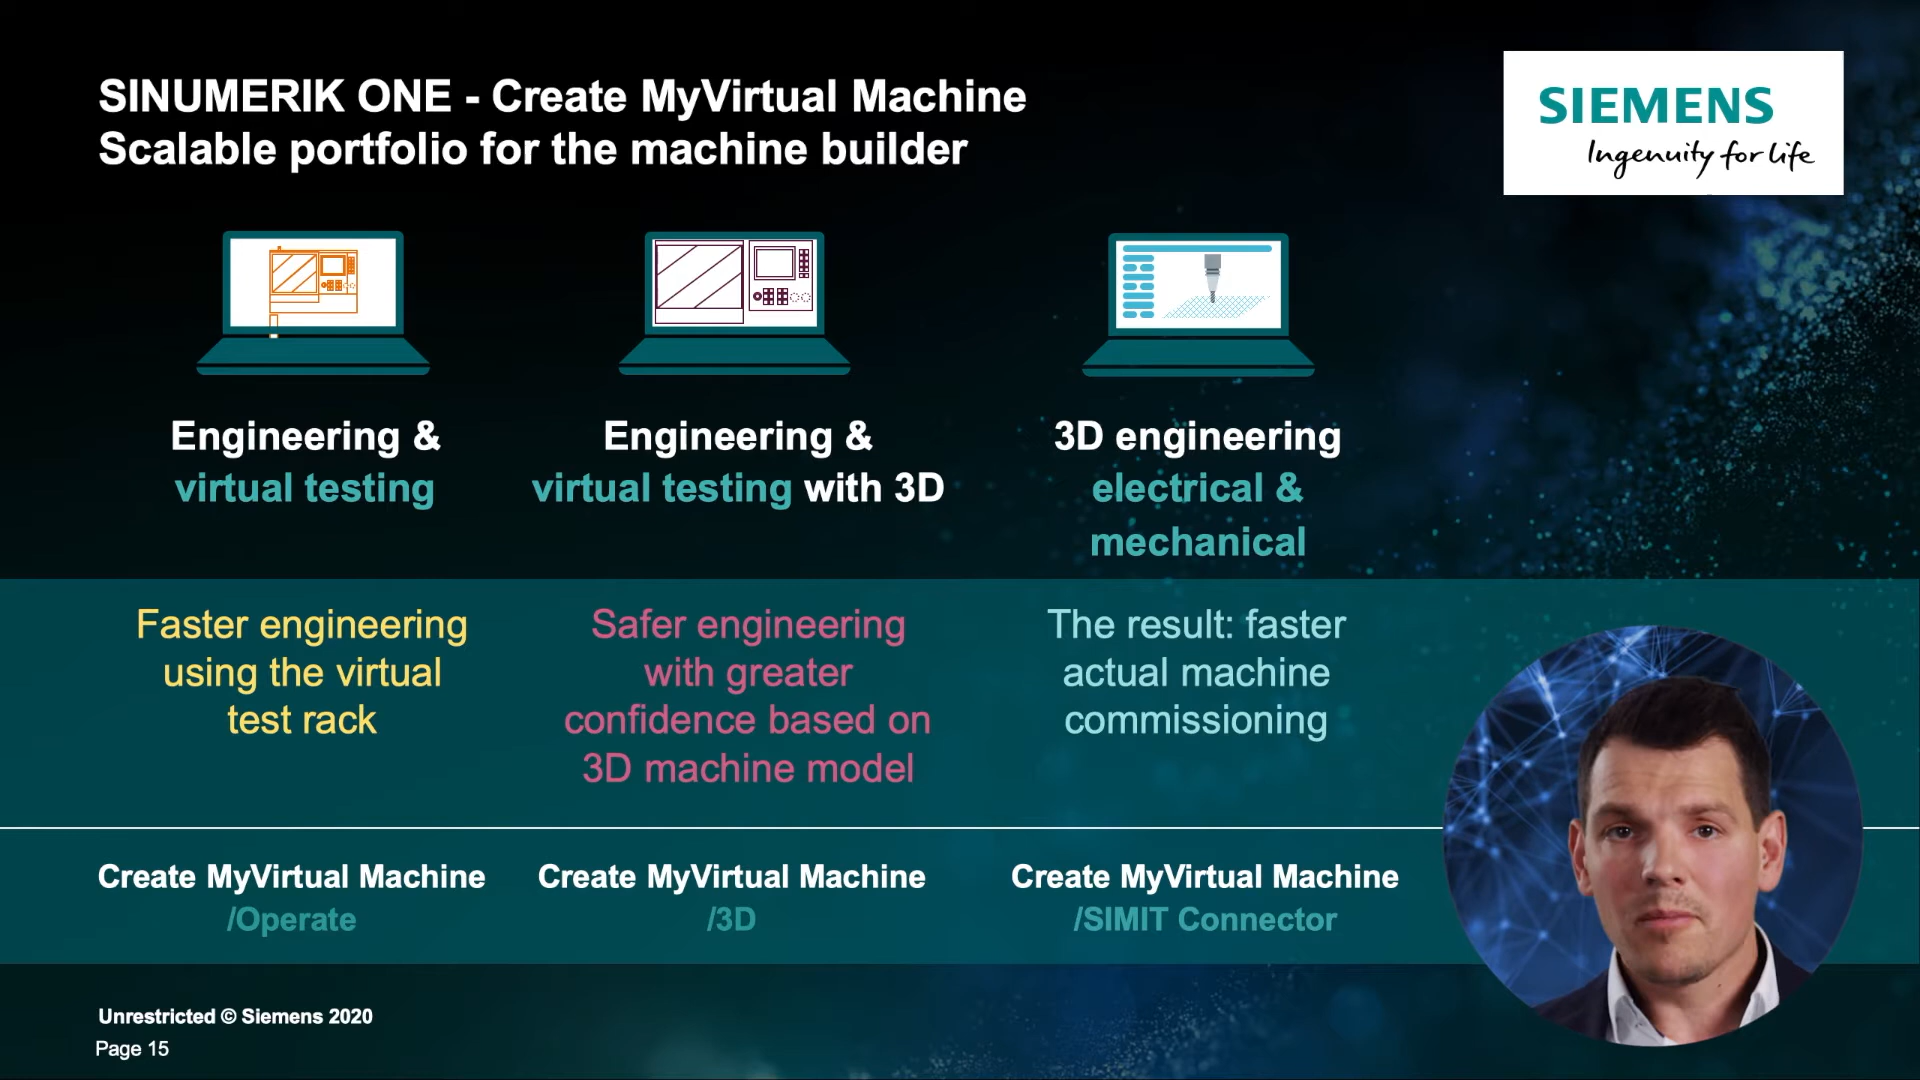 SINUMERIK ONE - Create MyVirtual Machine
Scalable portfolio for the machine builder
SIEMENS
Ingenuity for life
Engineering &
virtual testing
Engineering &
virtual testing with 3D
3D engineering
electrical &
mechanical
Faster engineering
using the virtual
test rack
Safer engineering
with greater
confidence based on
3D machine model
The result: faster
actual machine
commissioning
Create MyVirtual Machine
/Operate
Create MyVirtual Machine
/3D
Create MyVirtual Machine
/SIMIT Connector
Unrestricted © Siemens 2020
Page 15